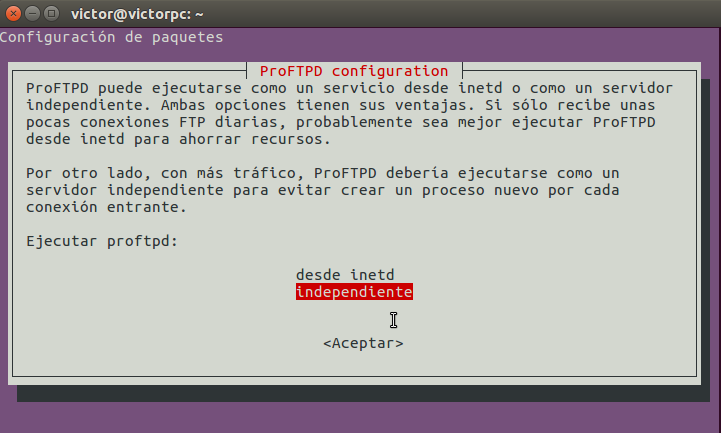 victor@victorpc: ~
Configuración de paquetes
ProFTPD configuration
ProFTPD puede ejecutarse como un servicio desde inetd o como un servidor
independiente. Ambas opciones tienen sus ventajas. Si sólo recibe unas
pocas conexiones FTP diarias, probablemente sea mejor ejecutar ProFTPD
desde inetd para ahorrar recursos.
Por otro lado, con más tráfico, ProFTPD debería ejecutarse como un
servidor independiente para evitar crear un proceso nuevo por cada
conexión entrante.
Ejecutar proftpd:
desde inetd
independiente
<Aceptar>